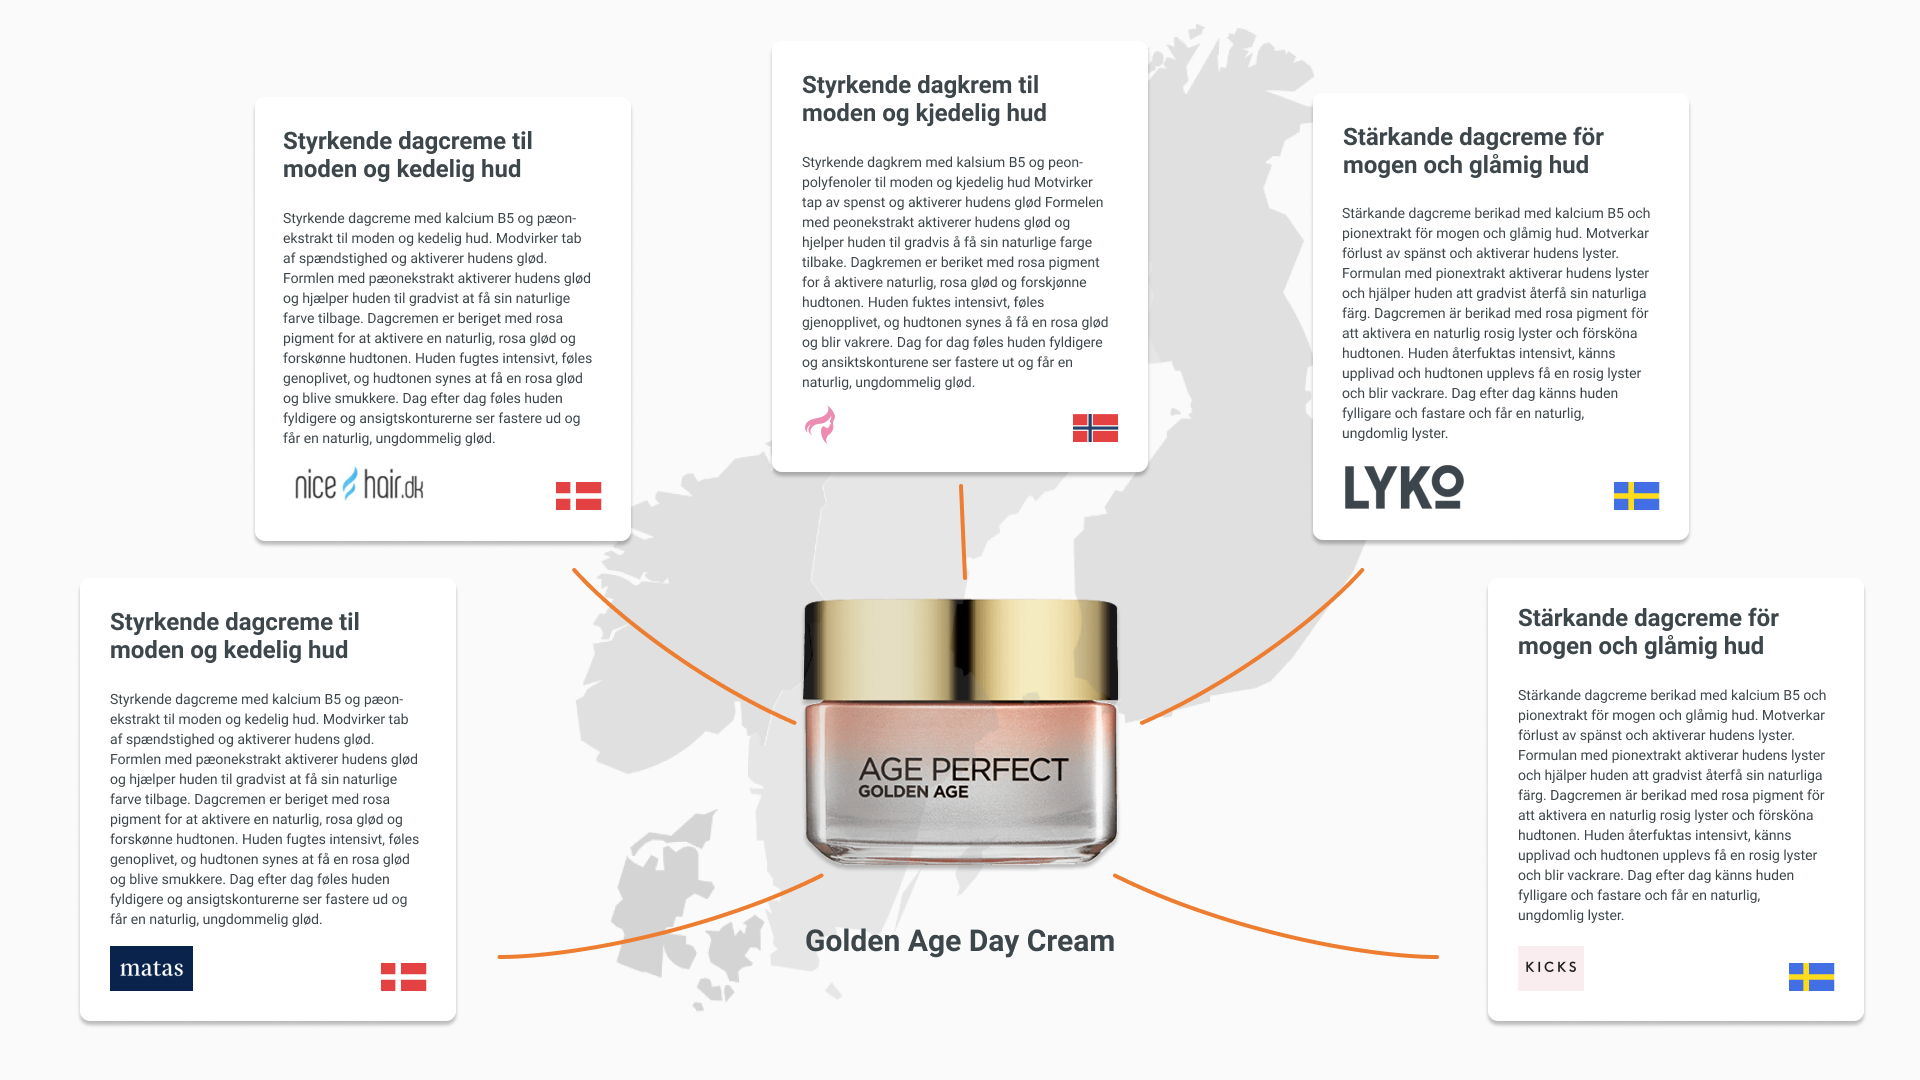 Styrkende dagkrem til
moden og kjedelig hud
Styrkende dagkrem med kalsium B5 og peon-
polyfenoler til moden og kjedelig hud Motvirker
tap av spenst og aktiverer hudens glød Formelen
med peonekstrakt aktiverer hudens glød og
hjelper huden til gradvis å få sin naturlige farge
tilbake. Dagkremen er beriket med rosa pigment
for å aktivere naturlig, rosa glød og forskjønne
hudtonen. Huden fuktes intensivt, føles
gjenopplivet, og hudtonen synes å få en rosa glød
og blir vakrere. Dag for dag føles huden fyldigere
og ansiktskonturene ser fastere ut og får en
naturlig, ungdommelig glød.
Styrkende dagcreme til
moden og kedelig hud
Styrkende dagcreme med kalcium B5 og pæon-
ekstrakt til moden og kedelig hud. Modvirker tab
af spændstighed og aktiverer hudens glød.
Formlen med pæonekstrakt aktiverer hudens glød
og hjælper huden til gradvist at få sin naturlige
farve tilbage. Dagcremen er beriget med rosa
pigment for at aktivere en naturlig, rosa glød og
forskønne hudtonen. Huden fugtes intensivt, føles
genoplivet, og hudtonen synes at få en rosa glød
og blive smukkere. Dag efter dag føles huden
fyldigere og ansigtskonturerne ser fastere ud og
får en naturlig, ungdommelig glød.
nice hair.dk
Stärkande dagcreme för
mogen och glåmig hud
Stärkande dagcreme berikad med kalcium B5 och
pionextrakt för mogen och glåmig hud. Motverkar
förlust av spänst och aktiverar hudens lyster.
Formulan med pionextrakt aktiverar hudens lyster
och hjälper huden att gradvist återfå sin naturliga
färg. Dagcremen är berikad med rosa pigment för
att aktivera en naturlig rosig lyster och försköna
hudtonen. Huden återfuktas intensivt, känns
upplivad och hudtonen upplevs få en rosig lyster
och blir vackrare. Dag efter dag känns huden
fylligare och fastare och får en naturlig,
ungdomlig lyster.
LYKO
Styrkende dagcreme til
moden og kedelig hud
Styrkende dagcreme med kalcium B5 og pæon-
ekstrakt til moden og kedelig hud. Modvirker tab
af spændstighed og aktiverer hudens glød.
Formlen med pæonekstrakt aktiverer hudens glød
og hjælper huden til gradvist at få sin naturlige
farve tilbage. Dagcremen er beriget med rosa
pigment for at aktivere en naturlig, rosa glød og
forskønne hudtonen. Huden fugtes intensivt, føles
genoplivet, og hudtonen synes at få en rosa glød
og blive smukkere. Dag efter dag føles huden
fyldigere og ansigtskonturerne ser fastere ud og
får en naturlig, ungdommelig glød.
matas
AGE PERFECT
GOLDEN AGE
Golden Age Day Cream
Stärkande dagcreme för
mogen och glåmig hud
Stärkande dagcreme berikad med kalcium B5 och
pionextrakt för mogen och glåmig hud. Motverkar
förlust av spänst och aktiverar hudens lyster.
Formulan med pionextrakt aktiverar hudens lyster
och hjälper huden att gradvist återfå sin naturliga
färg. Dagcremen är berikad med rosa pigment för
att aktivera en naturlig rosig lyster och försköna
hudtonen. Huden återfuktas intensivt, känns
upplivad och hudtonen upplevs få en rosig lyster
och blir vackrare. Dag efter dag känns huden
fylligare och fastare och får en naturlig,
ungdomlig lyster.
KICKS